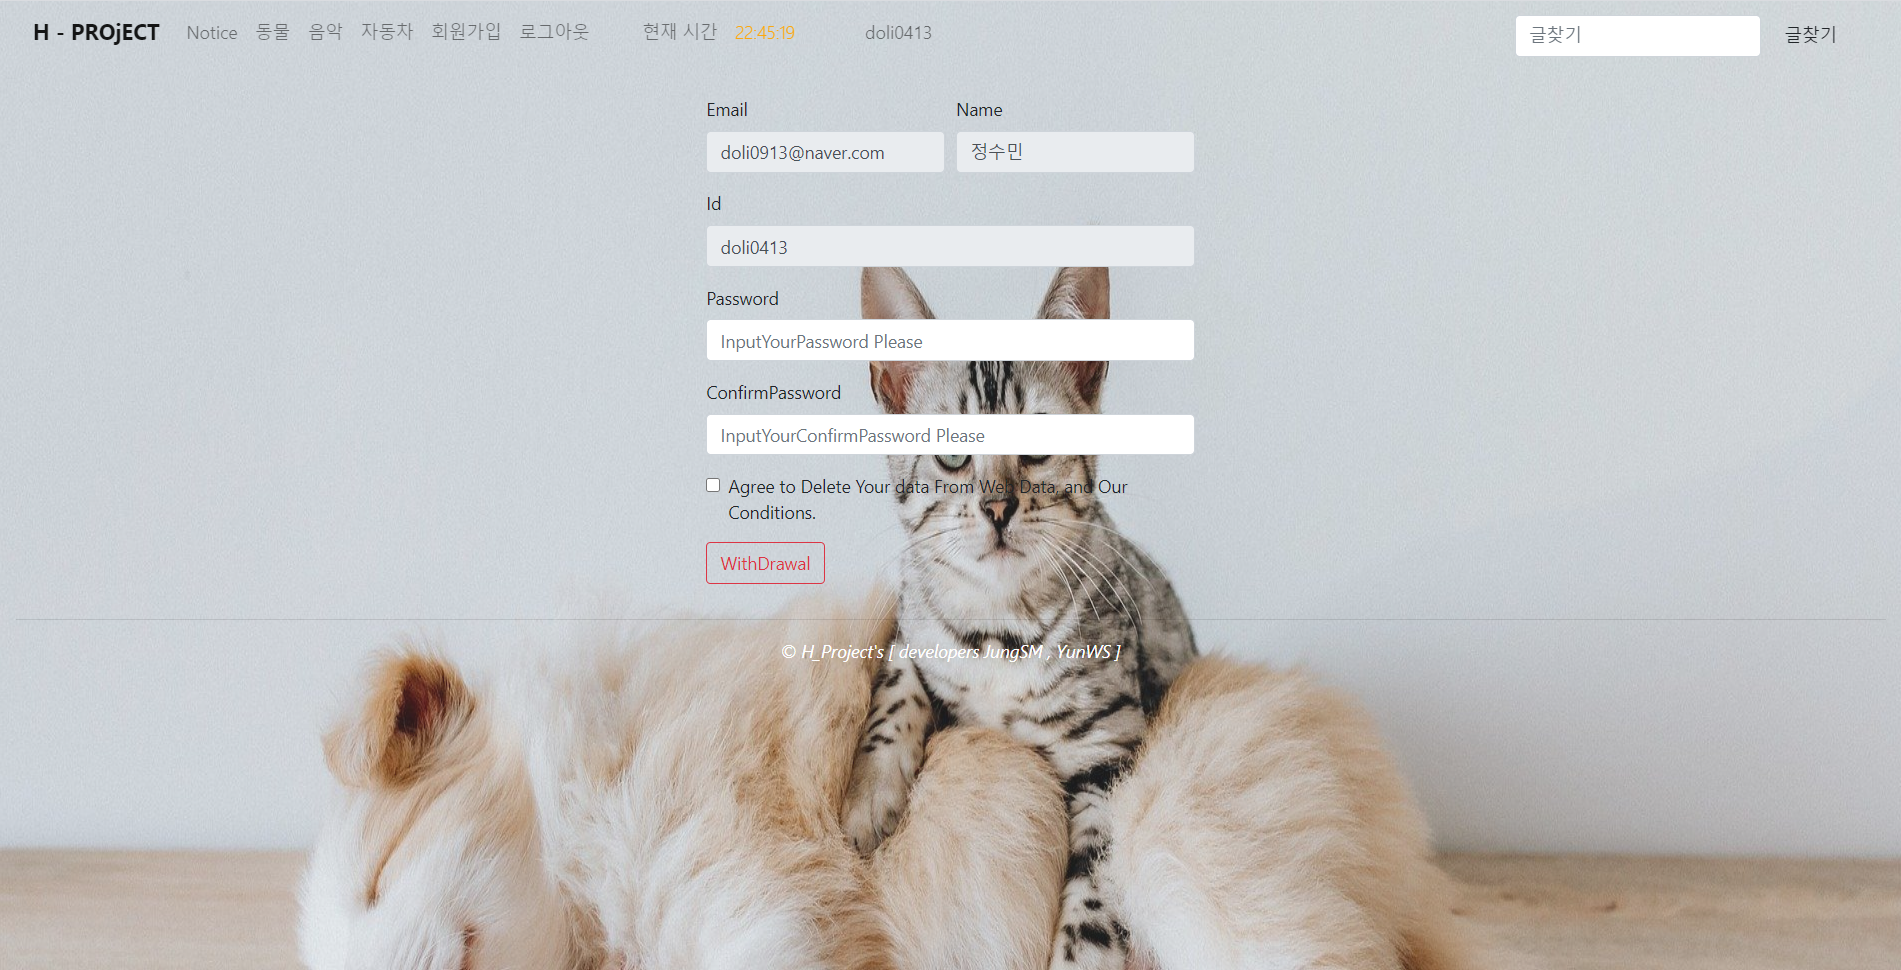 H - PROjECT Notice 동물 음악 자동차 회원가입 로그아웃 현재 시간 22:45:19 doli0413 글찾기 글찾기
Email Name
doli0913@naver.com 정수민
Id
doli0413
Password
InputYourPassword Please
ConfirmPassword
InputYourConfirmPassword Please
Agree to Delete Your data From Web Data, and Our
Conditions.
WithDrawal
© H_Project's [ developers JungSM , YunWS ]